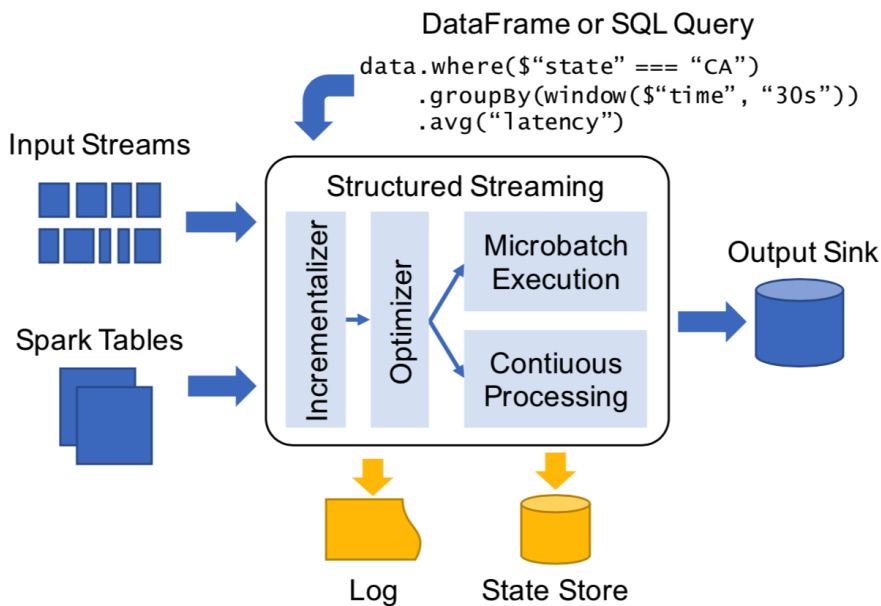 DataFrame or SQL Query
data.where($“state” === “CA”)
.groupBy(window($“time”, “30s”))
.avg(“latency”)
Input Streams
Structured Streaming
Incrementalizer
Optimizer
Microbatch
Execution
Contiuous
Processing
Output Sink
Spark Tables
Log
State Store